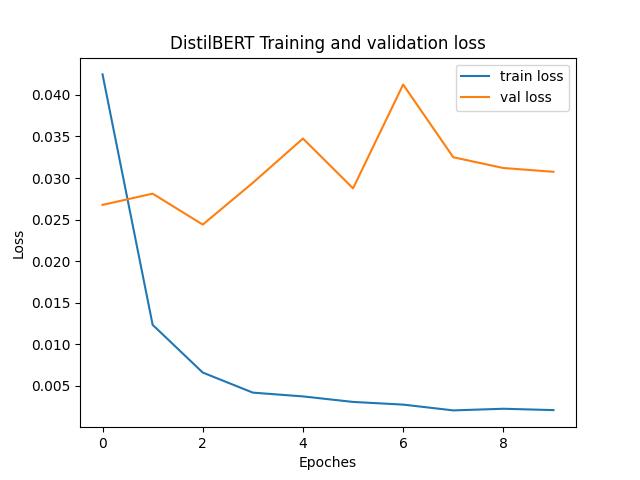 DistilBERT Training and validation loss
train loss
val loss
0.040
0.035
0.030
0.025
0.020
0.015
0.010
0.005
Loss
0 2 4 6 8
Epoches